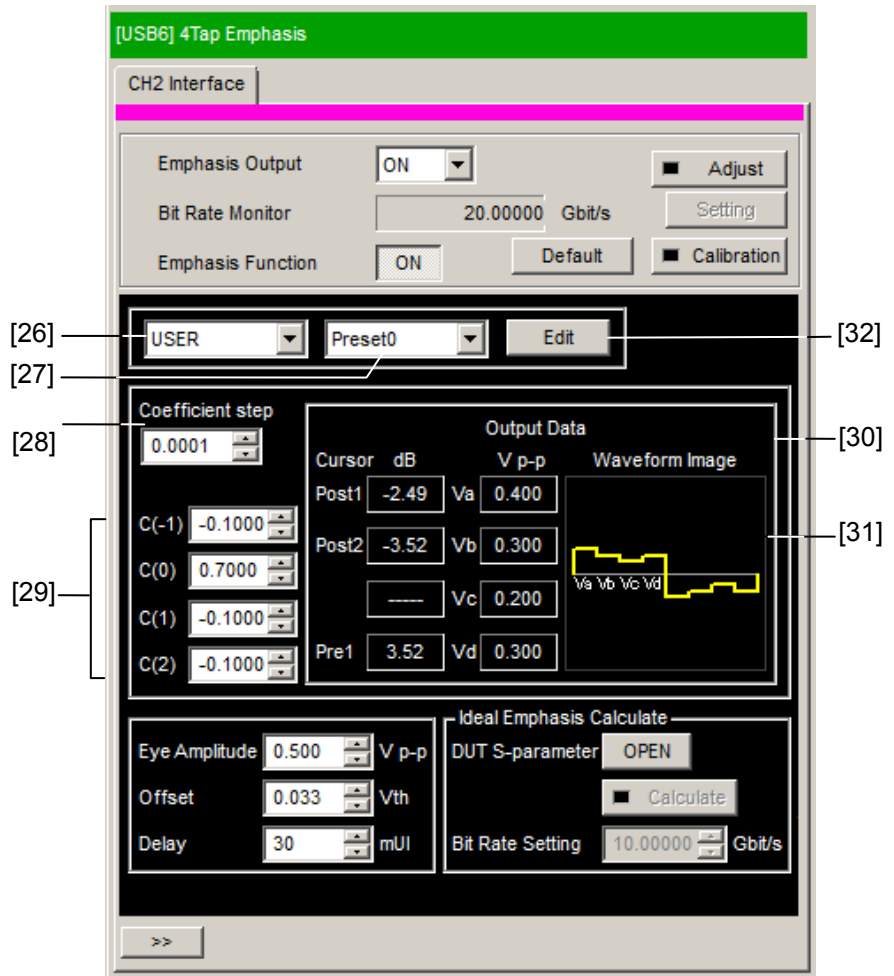 [USB6] 4Tap Emphasis
CH2 Interface
Emphasis Output ON Adjust
Bit Rate Monitor 20.00000 Gbit/s Setting
Emphasis Function ON Default Calibration
[26] USER Preset0 Edit [32]
[27]
Coefficient step
[28] 0.0001
Output Data [30]
Cursor dB V p-p Waveform Image
Post1 -2.49 Va 0.400
C(-1) -0.1000
Post2 -3.52 Vb 0.300 [31]
C(0) 0.7000
Va Vb Vc Vd
[29] ----- Vc 0.200
C(1) -0.1000
Pre1 3.52 Vd 0.300
C(2) -0.1000
Ideal Emphasis Calculate
Eye Amplitude 0.500 V p-p DUT S-parameter OPEN
Offset 0.033 Vth Calculate
Delay 30 mUI Bit Rate Setting 10.00000 Gbit/s
>>